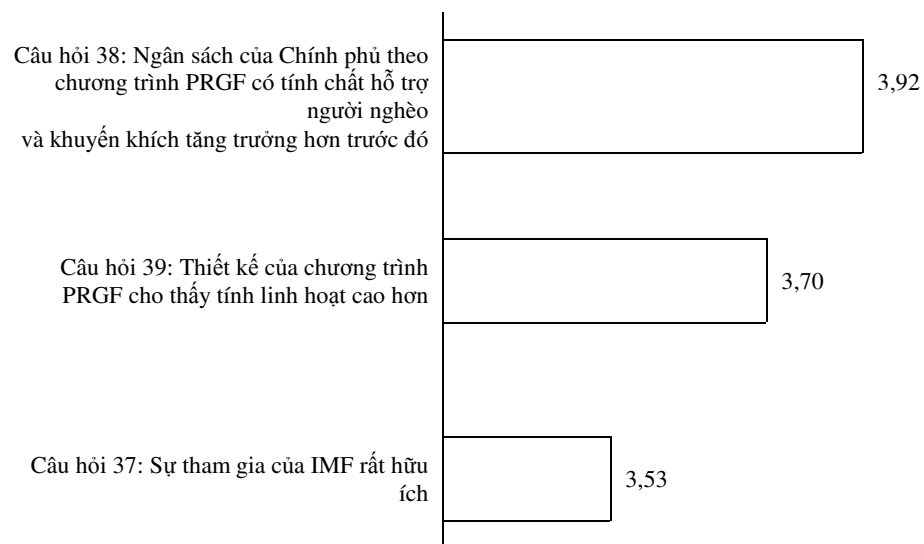 Câu hỏi 38: Ngân sách của Chính phủ theo
chương trình PRGF có tính chất hỗ trợ
người nghèo
và khuyến khích tăng trưởng hơn trước đó
3,92
Câu hỏi 39: Thiết kế của chương trình
PRGF cho thấy tính linh hoạt cao hơn
3,70
Câu hỏi 37: Sự tham gia của IMF rất hữu
ích
3,53